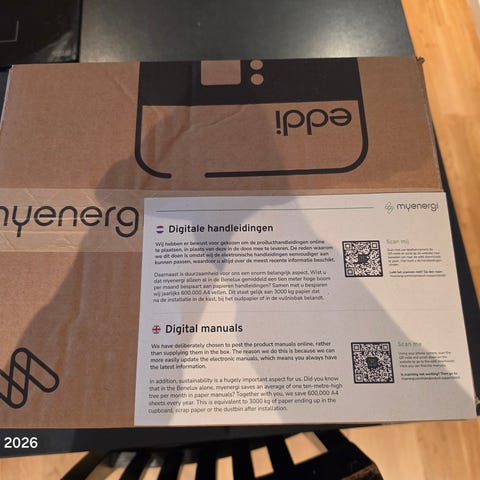 eddi
myenerg
myenergi
Digitale handleidingen
Wij hebben er bewust voor gekozen om de producthandleidingen online
te plaatsen, in plaats van deze in de doos mee te leveren. De reden waarom
we dit doen is omdat wij de elektronische handleidingen eenvoudiger aan
kunnen passen, waardoor u altijd over de meest recente informatie beschikt.
Daarnaast is duurzaamheid voor ons een enorm belangrijk aspect. Wist u
dat myenergi alleen al in de Benelux gemiddeld een tien meter hoge boom
per maand bespaart aan papieren handleidingen? Samen met u besparen
wij jaarlijks 600.000 A4 vellen. Dit staat gelijk aan 3000 kg papier dat
na de installatie in de kast, bij het oudpapier of in de vuilnisbak belandt.
Scan mij
Digital manuals
We have deliberately chosen to post the product manuals online, rather
than supplying them in the box. The reason we do this is because we can
more easily update the electronic manuals, which means you always have
the latest information.
In addition, sustainability is a hugely important aspect for us. Did you know
that in the Benelux alone, myenergi saves an average of one ten-metre-high
tree per month in paper manuals? Together with you, we save 600,000 A4
sheets every year. This is equivalent to 3000 kg of paper ending up in the
cupboard, scrap paper or the dustbin after installation.
Scan me
2026